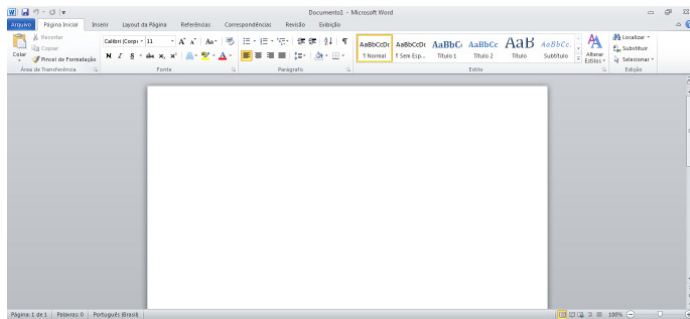 Documento1 - Microsoft Word
Arquivo Página Inicial Inserir Layout da Página Referências Correspondências Revisão Exibição
Colar
Recortar
Copiar
Pincel de Formatação
Área de Transferência
Calibri (Corpo 11
N I S abc x, x² Aa
Fonte
Parágrafo
AaBbCcDc AaBbCcDc AaBbC AaBbCc AaB AaBbCc.
¶ Normal ¶ Sem Esp... Título 1 Título 2 Título Subtítulo
Alterar
Estilos
Estilo
Localizar
Substituir
Selecionar
Edição
Página: 1 de 1 Palavras: 0 Português (Brasil) 100%